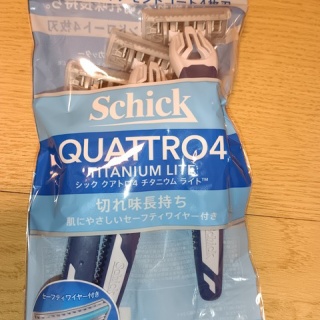 Schick
QUATTRO4
TITANIUM LITE
シック クアトロ4 チタニウム ライト™
切れ味長持ち
肌にやさしいセーフティワイヤー付き
セーフティワイヤー付き